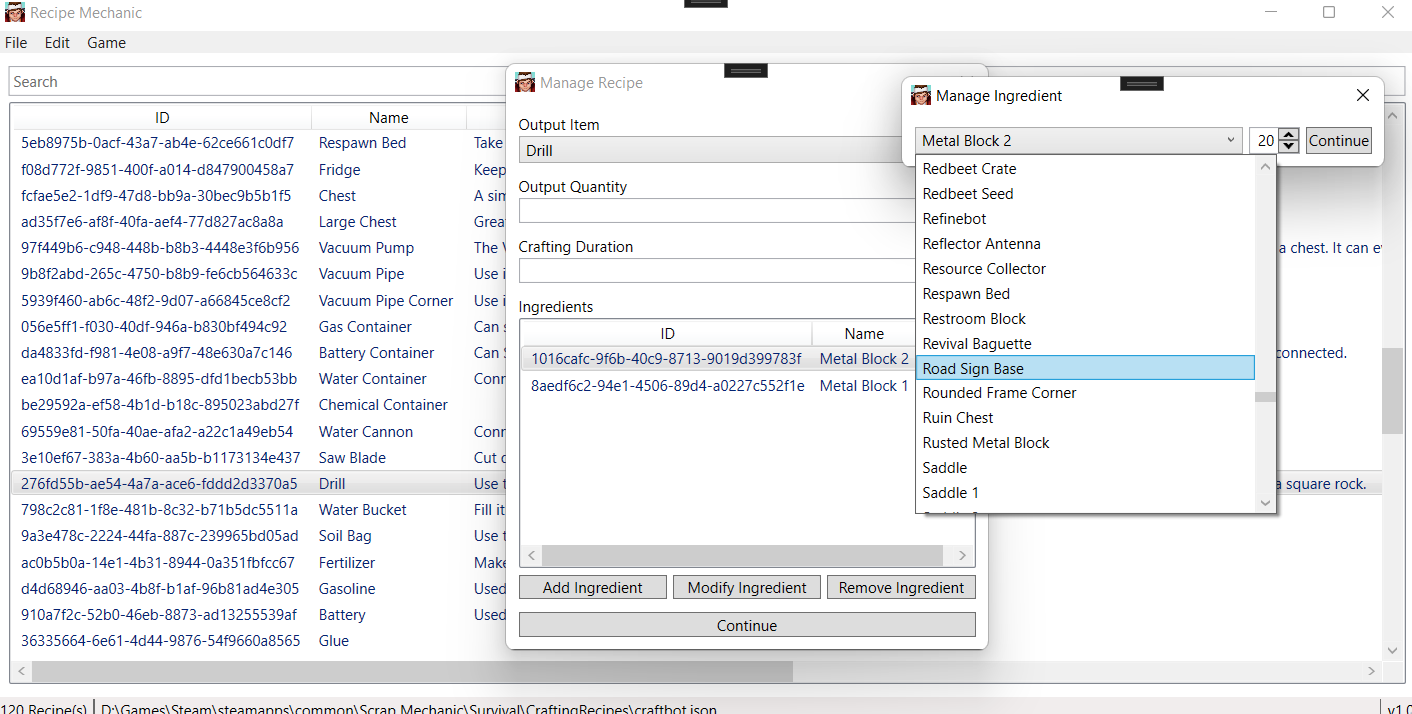 Recipe Mechanic
File Edit Game
Search
ID Name
5eb8975b-0acf-43a7-ab4e-62ce661c0df7 Respawn Bed Take
f08d772f-9851-400f-a014-d847900458a7 Fridge Keep
fcfae5e2-1df9-47d8-bb9a-30bec9b5b1f5 Chest A sim
ad35f7e6-af8f-40fa-aef4-77d827ac8a8a Large Chest Grea
97f449b6-c948-448b-b8b3-4448e3f6b956 Vacuum Pump The V a chest. It can e
9b8f2abd-265c-4750-b8b9-fe6cb564633c Vacuum Pipe Use i
5939f460-ab6c-48f2-9d07-a66845ce8cf2 Vacuum Pipe Corner Use i
056e5ff1-f030-40df-946a-b830bf494c92 Gas Container Can s
da4833fd-f981-4e08-a9f7-48e630a7c146 Battery Container Can S connected.
ea10d1af-b97a-46fb-8895-dfd1becb53bb Water Container Conn
be29592a-ef58-4b1d-b18c-895023abd27f Chemical Container
69559e81-50fa-40ae-afa2-a22c1a49eb54 Water Cannon Conn
3e10ef67-383a-4b60-aa5b-b1173134e437 Saw Blade Cut o
276fd55b-ae54-4a7a-ace6-fddd2d3370a5 Drill Use t a square rock.
798c2c81-1f8e-481b-8c32-b71b5dc5511a Water Bucket Fill it
9a3e478c-2224-44fa-887c-239965bd05ad Soil Bag Use t
ac0b5b0a-14e1-4b31-8944-0a351fbfcc67 Fertilizer Make
d4d68946-aa03-4b8f-b1af-96b81ad4e305 Gasoline Used
910a7f2c-52b0-46eb-8873-ad13255539af Battery Used
36335664-6e61-4d44-9876-54f9660a8565 Glue
120 Recipe(s) D:\Games\Steam\steamapps\common\Scrap Mechanic\Survival\CraftingRecipes\craftbot.json v1.0
Manage Recipe
Output Item
Drill
Output Quantity
Crafting Duration
Ingredients
ID Name
1016cafc-9f6b-40c9-8713-9019d399783f Metal Block 2
8aedf6c2-94e1-4506-89d4-a0227c552f1e Metal Block 1
Add Ingredient Modify Ingredient Remove Ingredient
Continue
Manage Ingredient
Metal Block 2 20 Continue
Redbeet Crate
Redbeet Seed
Refinebot
Reflector Antenna
Resource Collector
Respawn Bed
Restroom Block
Revival Baguette
Road Sign Base
Rounded Frame Corner
Ruin Chest
Rusted Metal Block
Saddle
Saddle 1